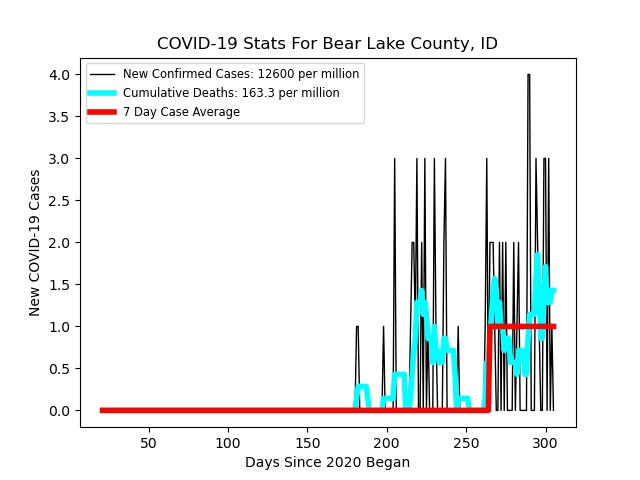 COVID-19 Stats For Bear Lake County, ID
New Confirmed Cases: 12600 per million
Cumulative Deaths: 163.3 per million
7 Day Case Average
New COVID-19 Cases
4.0
3.5
3.0
2.5
2.0
1.5
1.0
0.5
0.0
50 100 150 200 250 300
Days Since 2020 Began